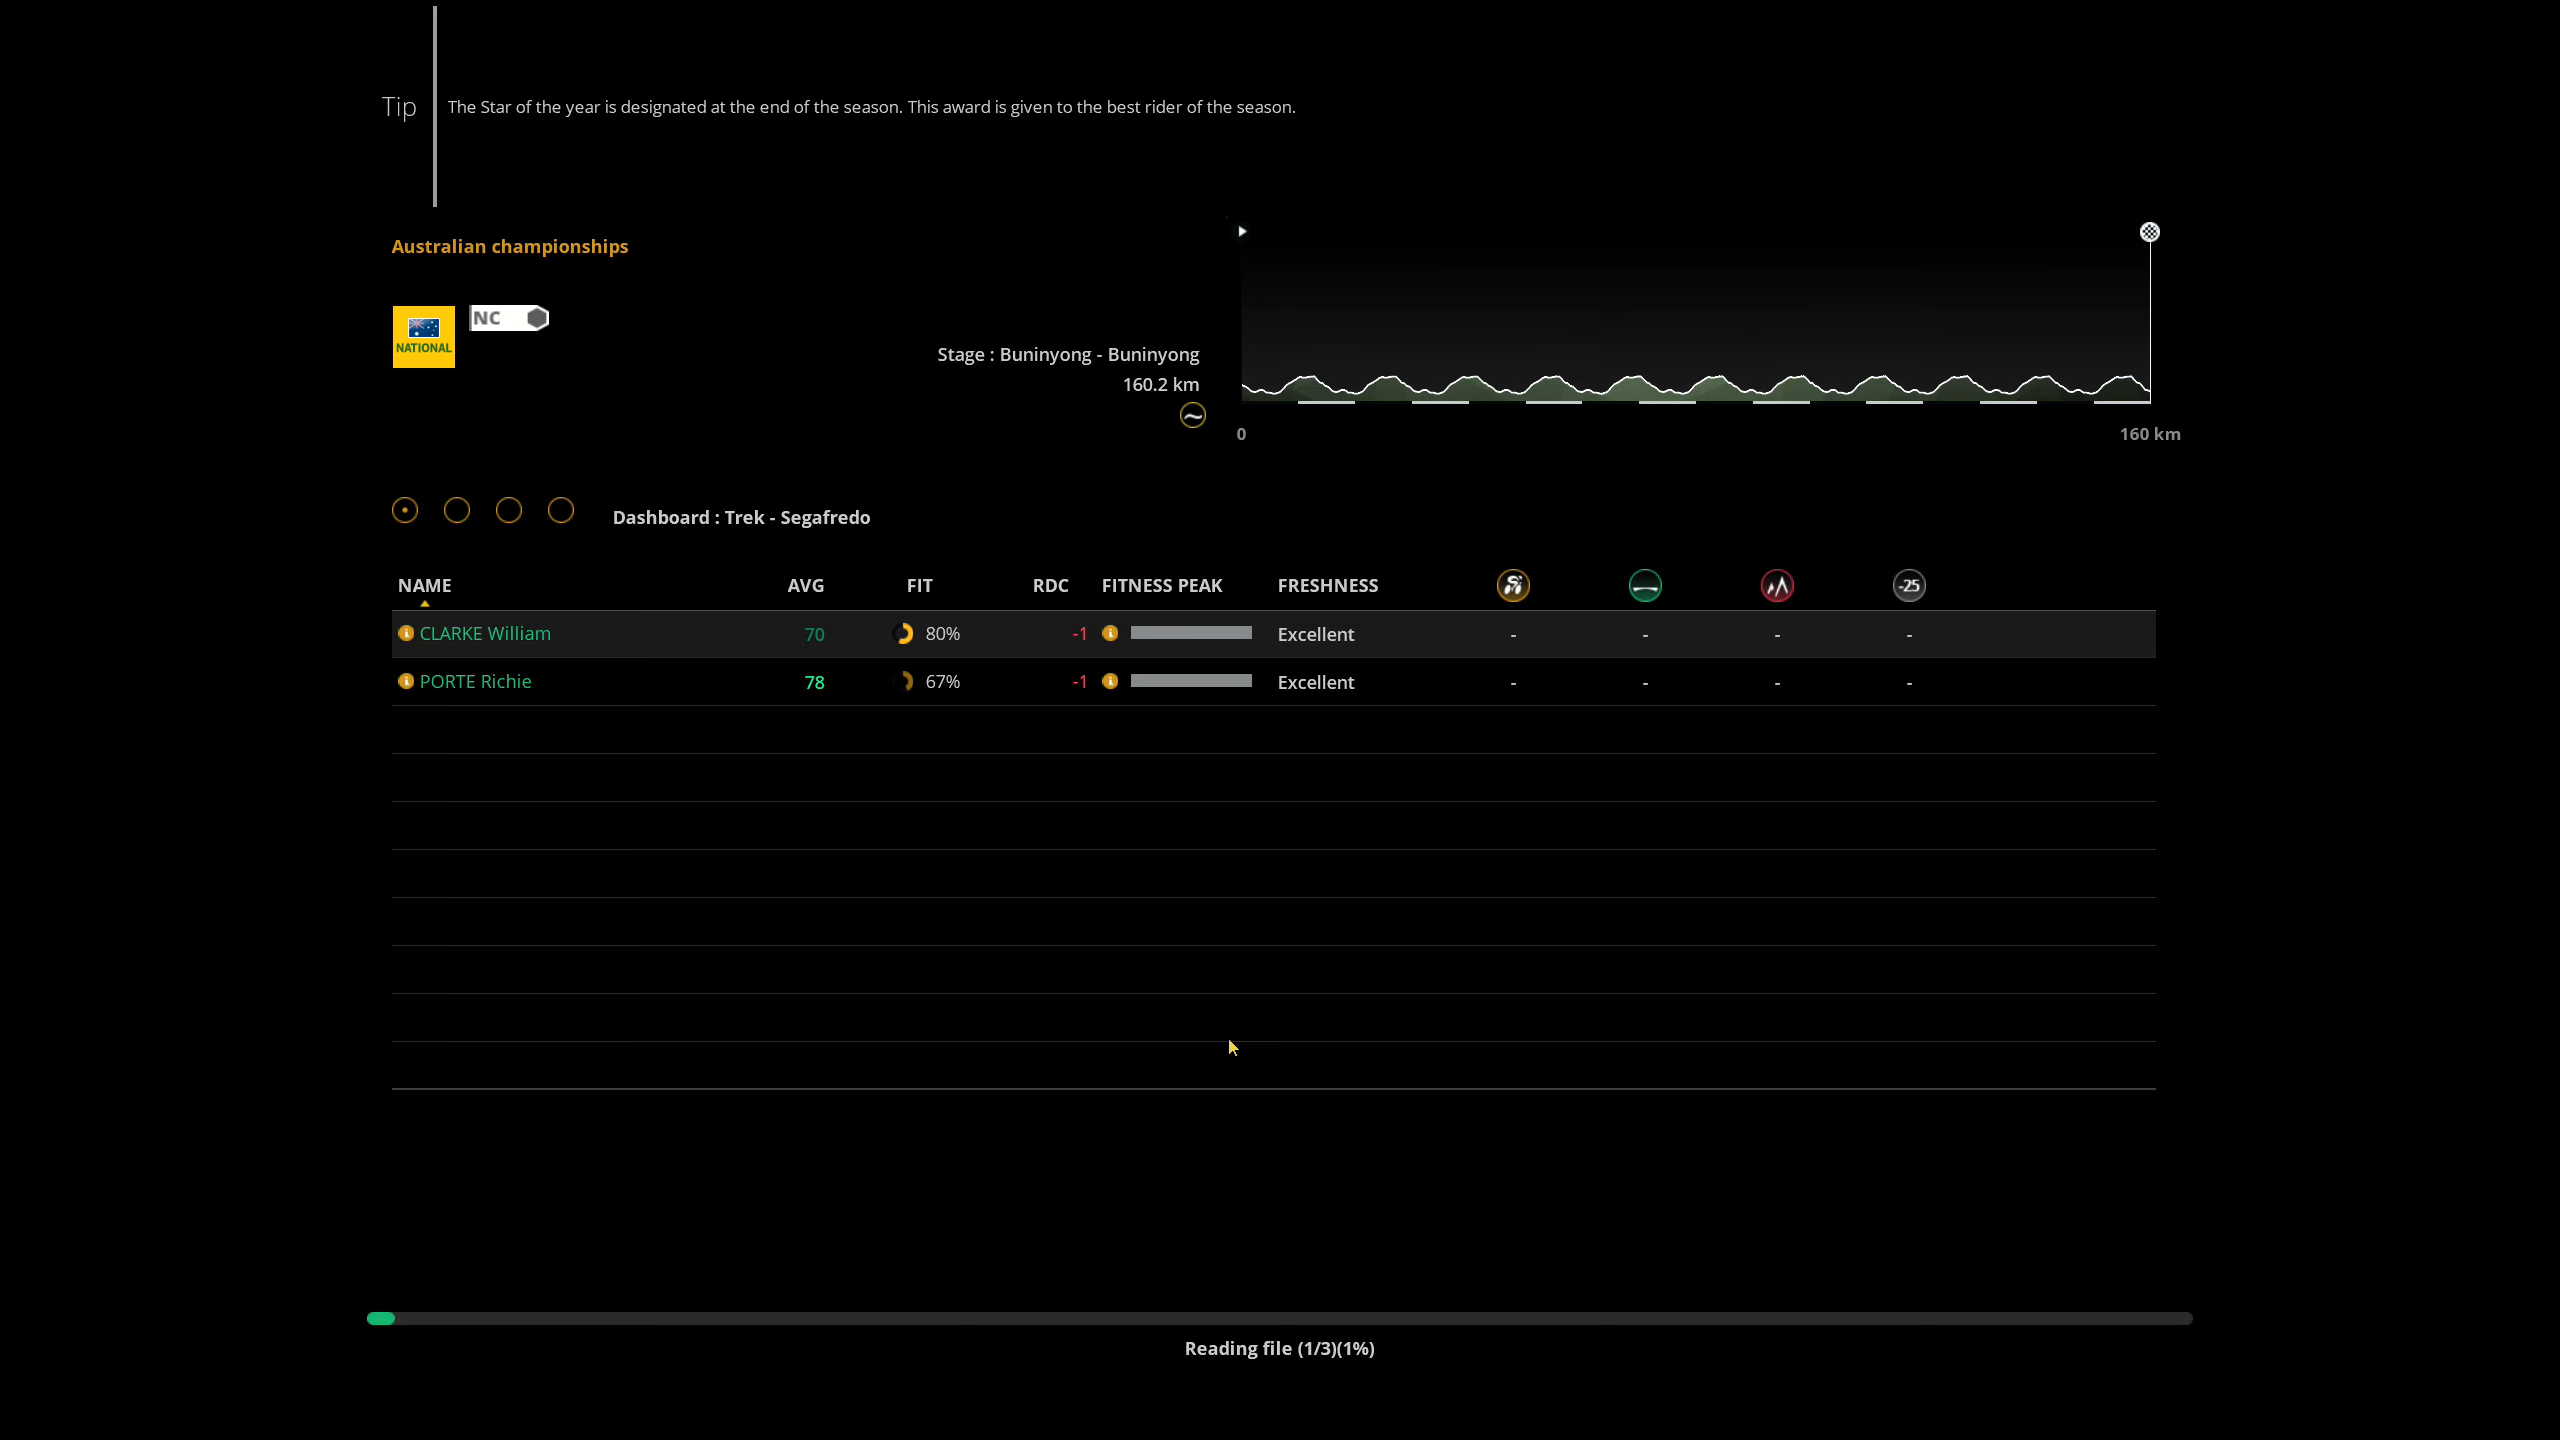 Tip
The Star of the year is designated at the end of the season. This award is given to the best rider of the season.
Australian championships
NATIONAL
NC
Stage : Buninyong - Buninyong
160.2 km
0 160 km
Dashboard : Trek - Segafredo
NAME AVG FIT RDC FITNESS PEAK FRESHNESS -25
CLARKE William 70 80% -1 Excellent - - - -
PORTE Richie 78 67% -1 Excellent - - - -
Reading file (1/3)(1%)